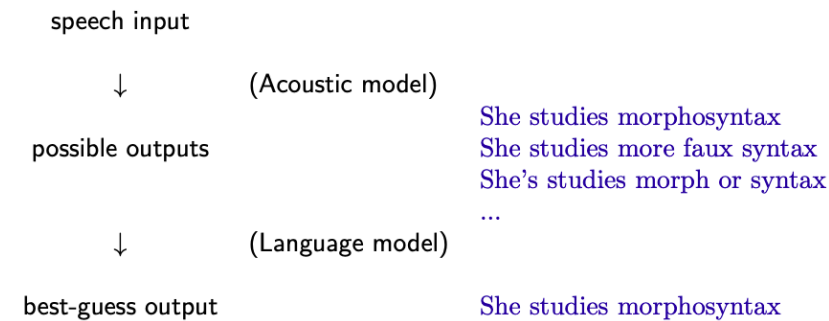 speech input
↓ (Acoustic model)
She studies morphosyntax
possible outputs She studies more faux syntax
She's studies morph or syntax
...
↓ (Language model)
best-guess output She studies morphosyntax